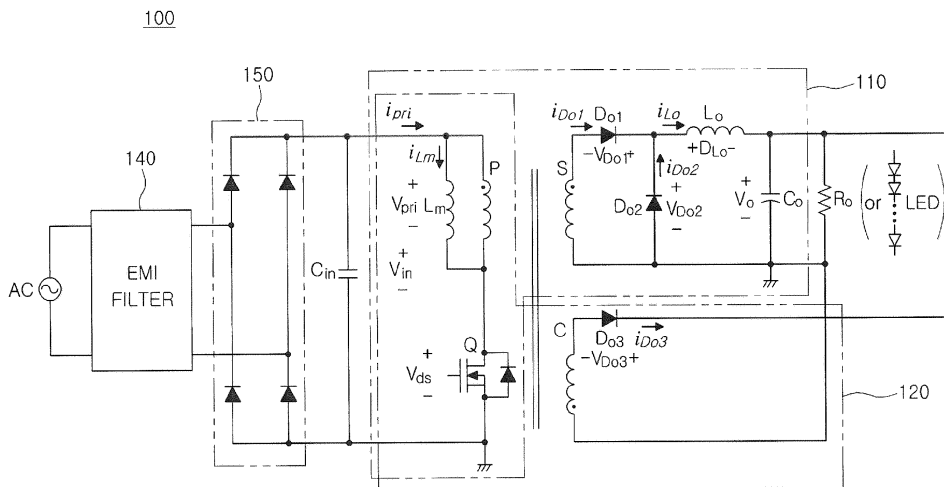 100
150
110
140
i_pri
i_Lm
P
+
V_pri
L_m
-
+
V_in
-
C_in
AC
EMI
FILTER
Q
+
V_ds
-
S
i_Do1
D_o1
-V_Do1+
i_Lo
L_o
+D_Lo-
i_Do2
D_o2
+
V_Do2
-
+
V_o
-
C_o
R_o
(or LED)
C
D_o3
-V_Do3+
i_Do3
120